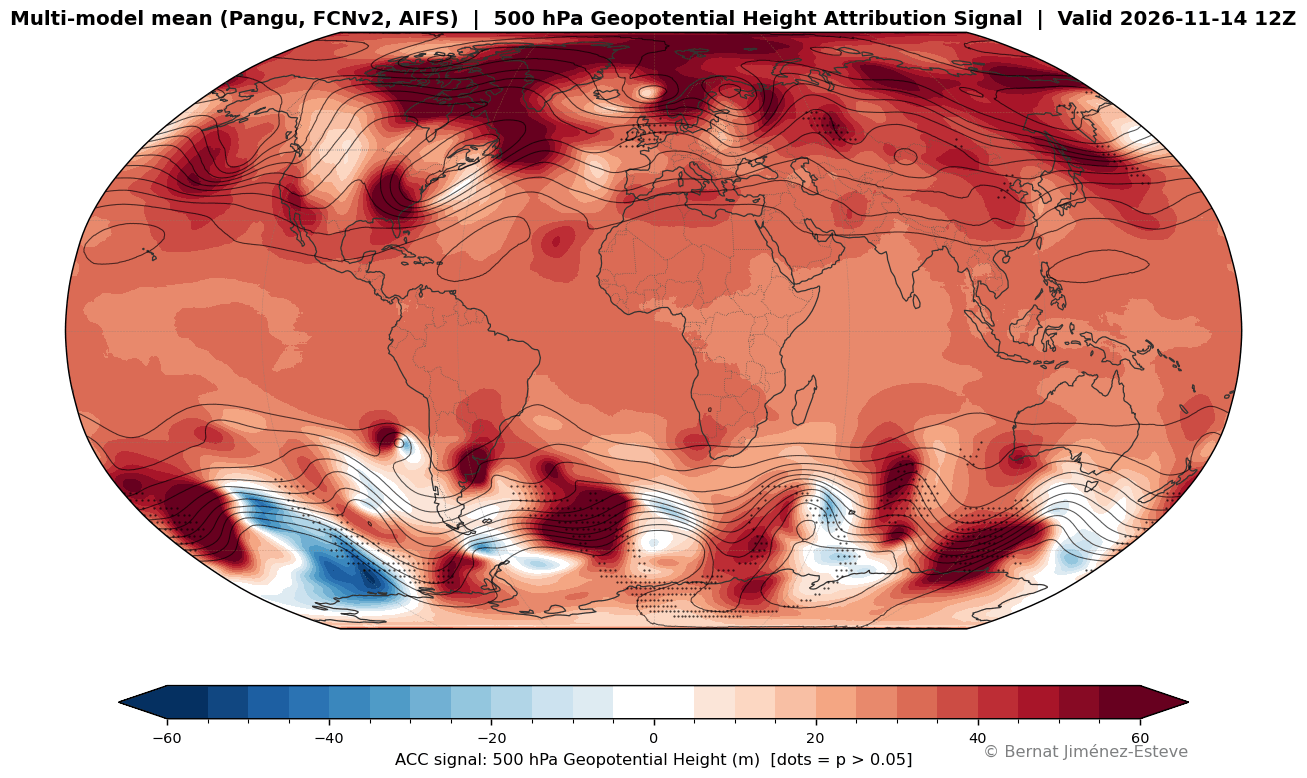 Multi-model mean (Pangu, FCNv2, AIFS) | 500 hPa Geopotential Height Attribution Signal | Valid 2026-11-14 12Z
−60 −40 −20 0 20 40 60
ACC signal: 500 hPa Geopotential Height (m) [dots = p > 0.05]
© Bernat Jiménez-Esteve